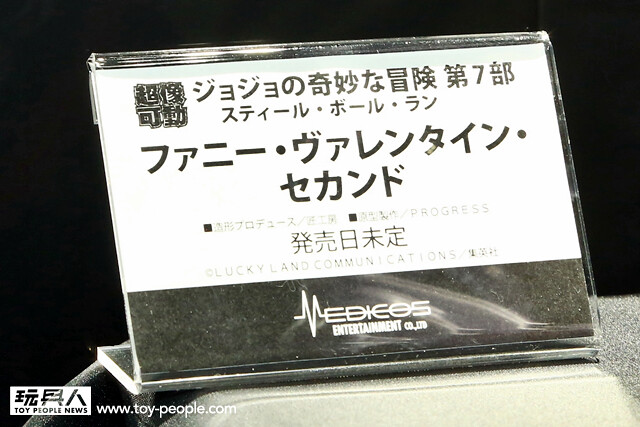 超像可動
ジョジョの奇妙な冒険 第7部
スティール・ボール・ラン
ファニー・ヴァレンタイン・
セカンド
■造形プロデュース/匠工房 ■原型製作/PROGRESS
発売日未定
©LUCKY LAND COMMUNICATIONS/集英社
MEDICOS
ENTERTAINMENT CO.,LTD
玩具人
TOY PEOPLE NEWS
www.toy-people.com